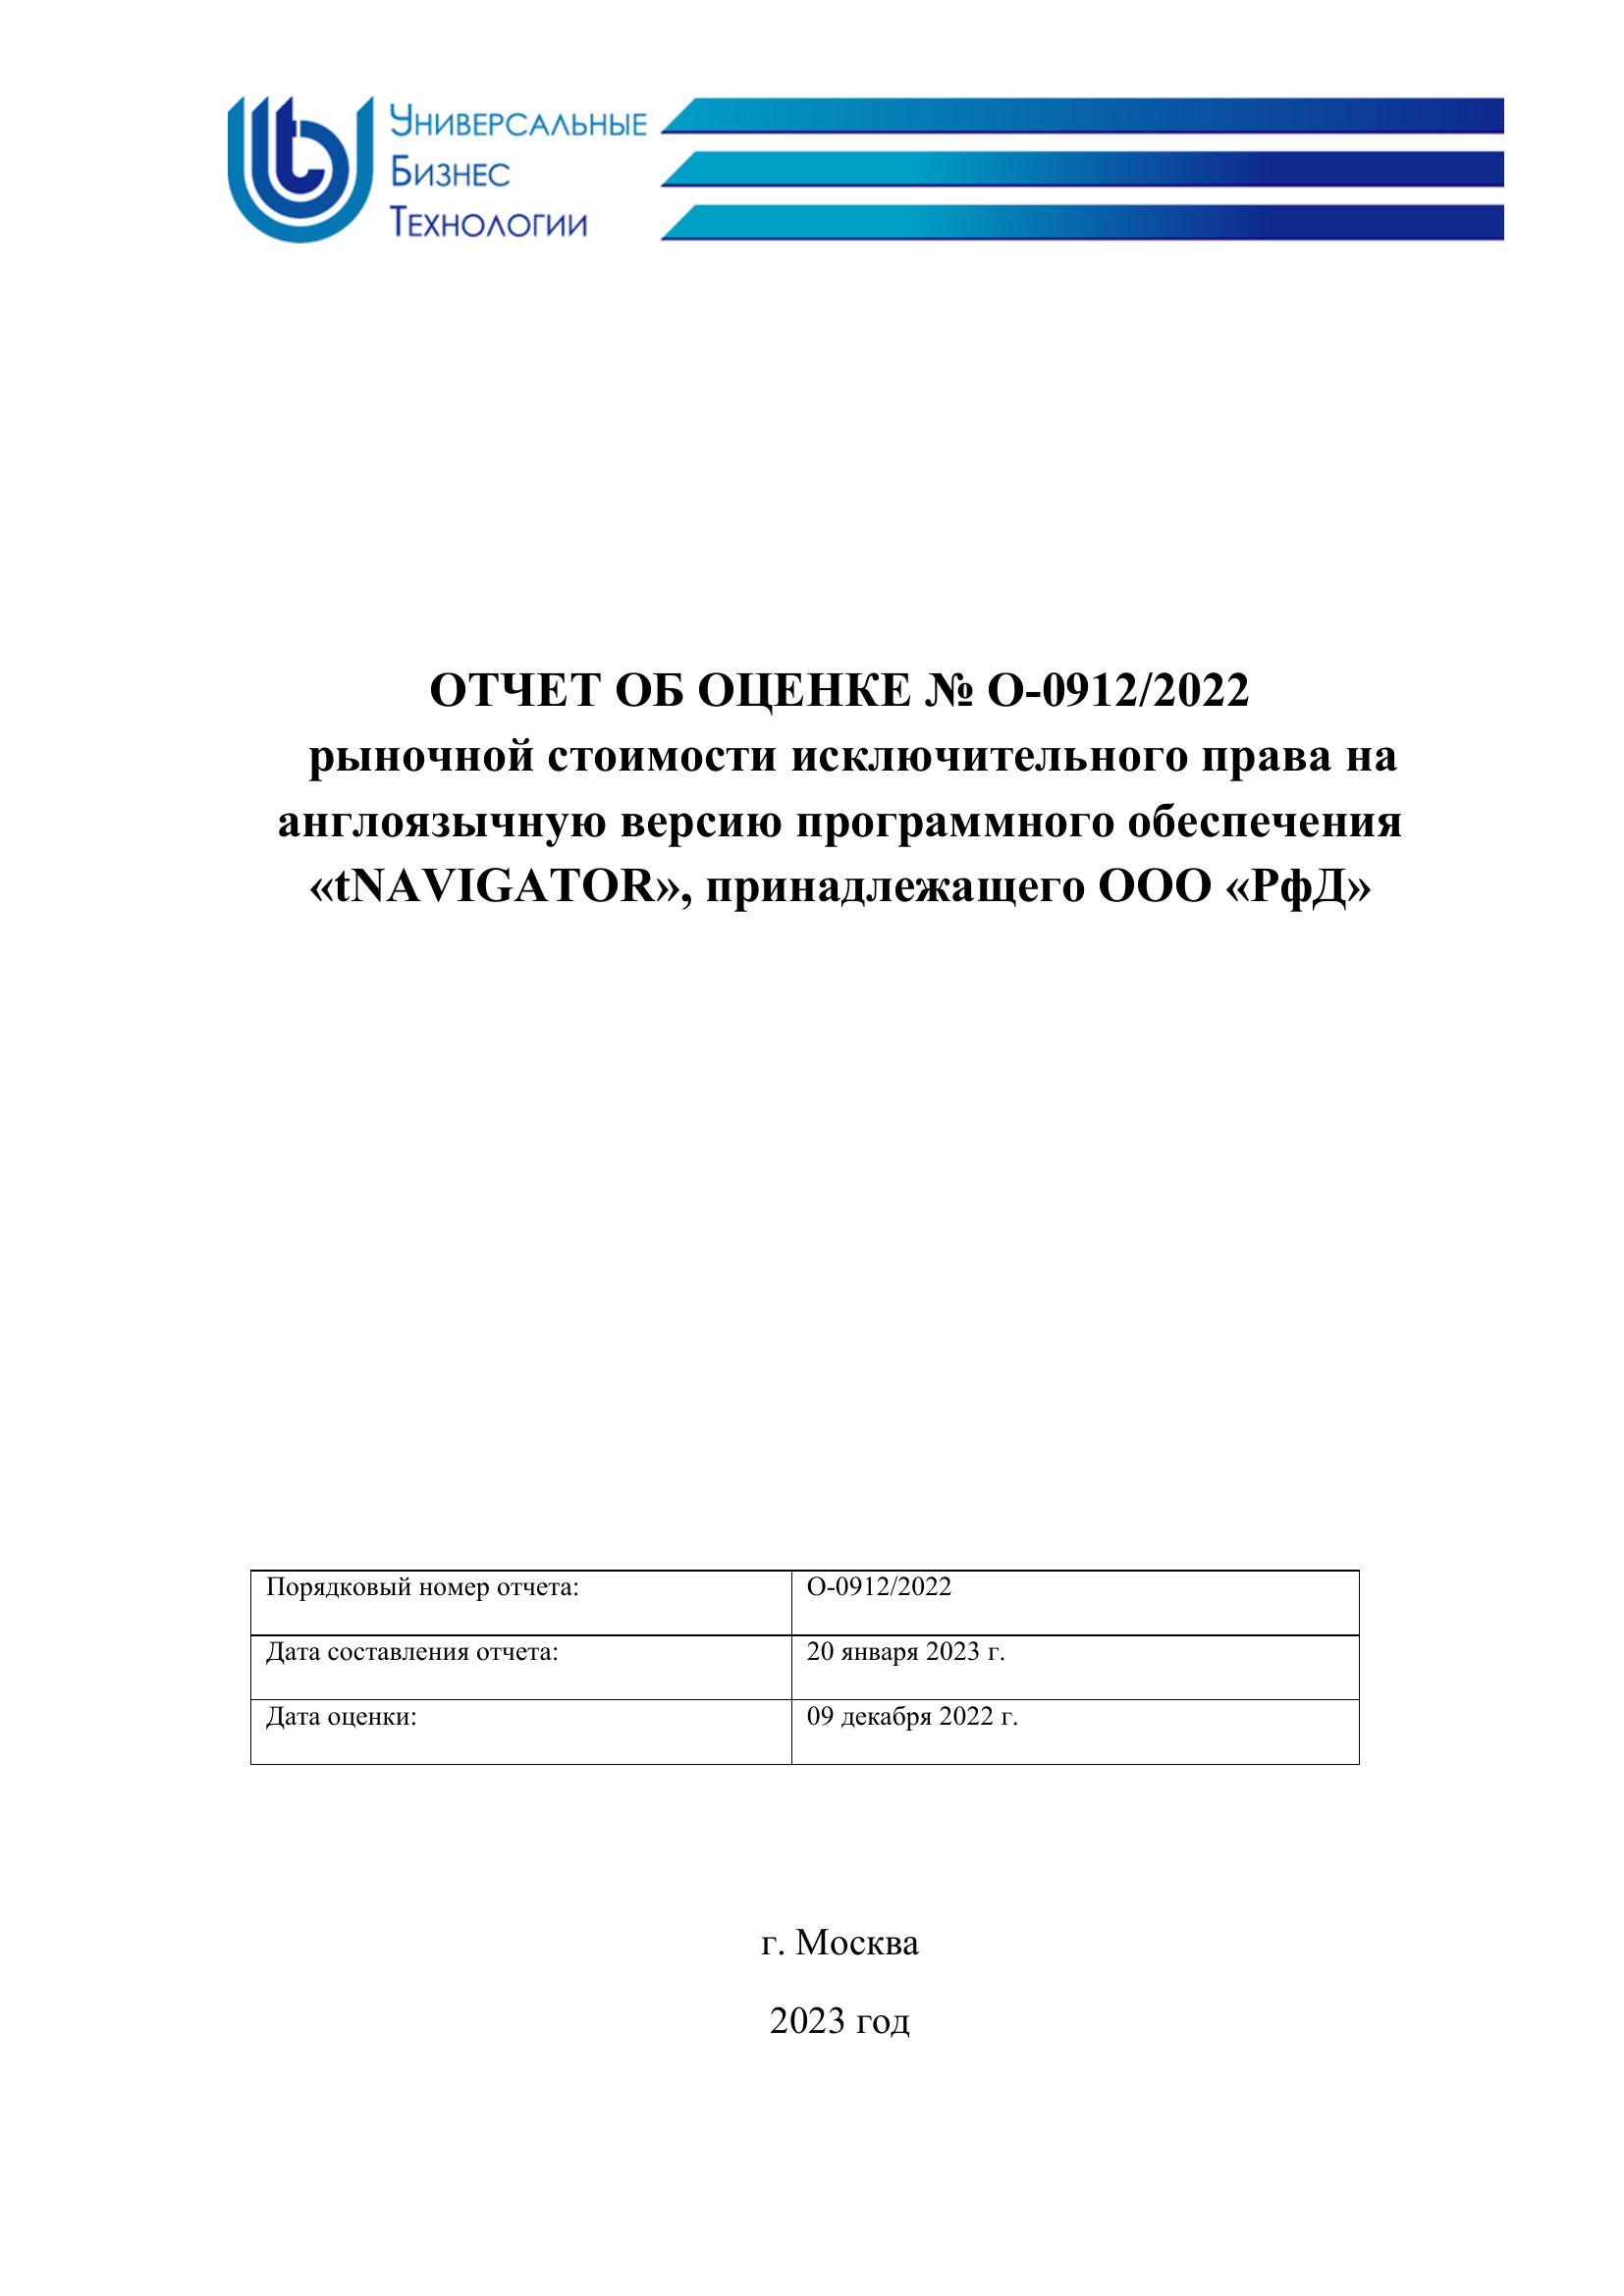 Универсальные
Бизнес
Технологии
ОТЧЕТ ОБ ОЦЕНКЕ № О-0912/2022
рыночной стоимости исключительного права на
англоязычную версию программного обеспечения
«tNAVIGATOR», принадлежащего ООО «РфД»
Порядковый номер отчета: О-0912/2022
Дата составления отчета: 20 января 2023 г.
Дата оценки: 09 декабря 2022 г.
г. Москва
2023 год